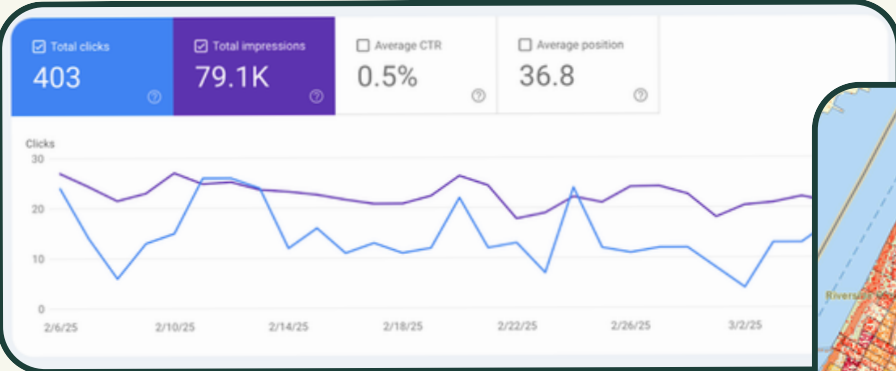 Total clicks
403
Total impressions
79.1K
Average CTR
0.5%
Average position
36.8
Clicks
30
20
10
0
2/6/25 2/10/25 2/14/25 2/18/25 2/22/25 2/26/25 3/2/25